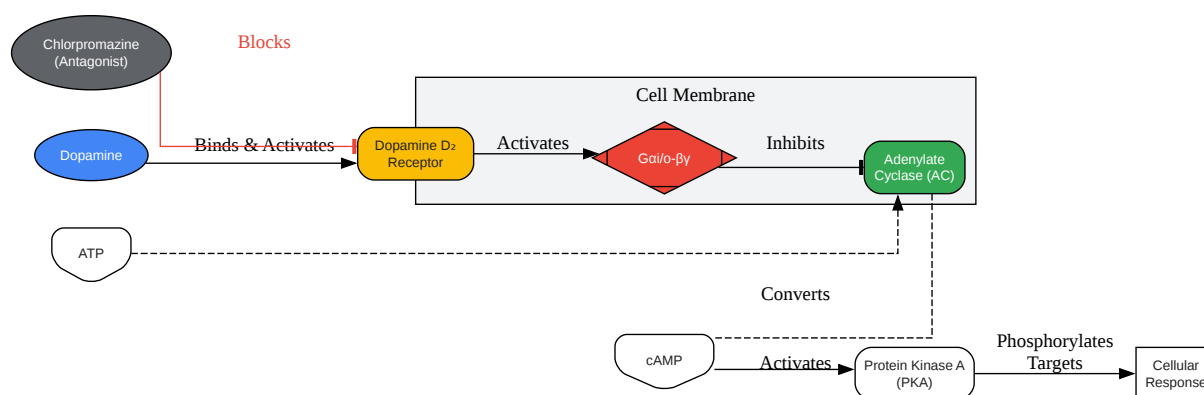 Chlorpromazine
(Antagonist)
Blocks
Cell Membrane
Dopamine
Binds & Activates
Dopamine D₂
Receptor
Activates
Gαi/o-βγ
Inhibits
Adenylate
Cyclase (AC)
ATP
Converts
cAMP
Activates
Protein Kinase A
(PKA)
Phosphorylates
Targets
Cellular
Response